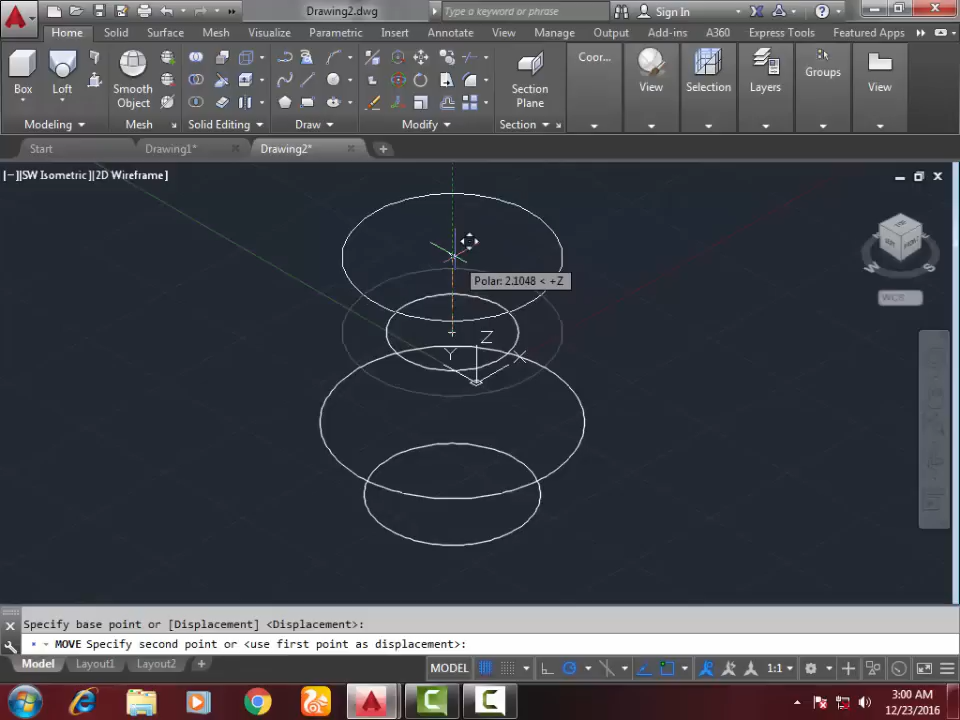 Drawing2.dwg
Type a keyword or phrase
Sign In
Home
Solid
Surface
Mesh
Visualize
Parametric
Insert
Annotate
View
Manage
Output
Add-ins
A360
Express Tools
Featured Apps
Box
Loft
Smooth
Object
Section
Plane
Coor...
View
Selection
Layers
Groups
View
Modeling
Mesh
Solid Editing
Draw
Modify
Section
Start
Drawing1*
Drawing2*
[−][SW Isometric][2D Wireframe]
Polar: 2.1048 < +Z
Z
Y
X
W
S
WCS
Specify base point or [Displacement] <Displacement>:
MOVE Specify second point or <use first point as displacement>:
Model
Layout1
Layout2
MODEL
1:1
3:00 AM
12/23/2016